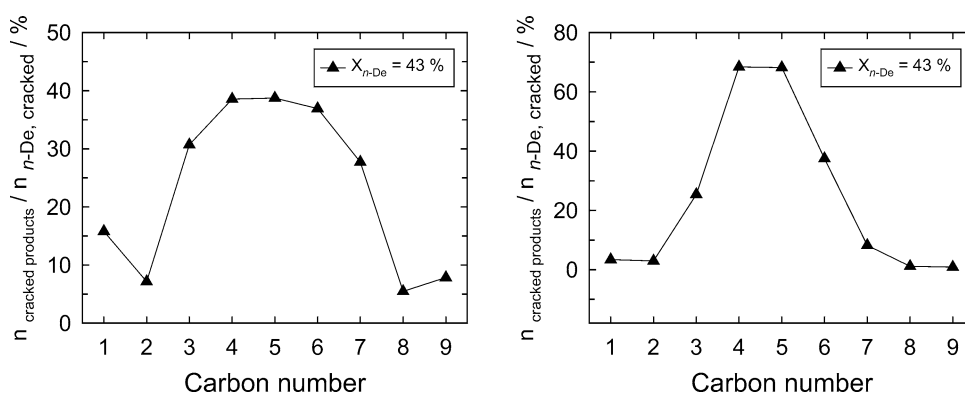 n cracked products / n n-De, cracked / %
50
40
30
20
10
0
X n-De = 43 %
1 2 3 4 5 6 7 8 9
Carbon number
n cracked products / n n-De, cracked / %
80
60
40
20
0
X n-De = 43 %
1 2 3 4 5 6 7 8 9
Carbon number